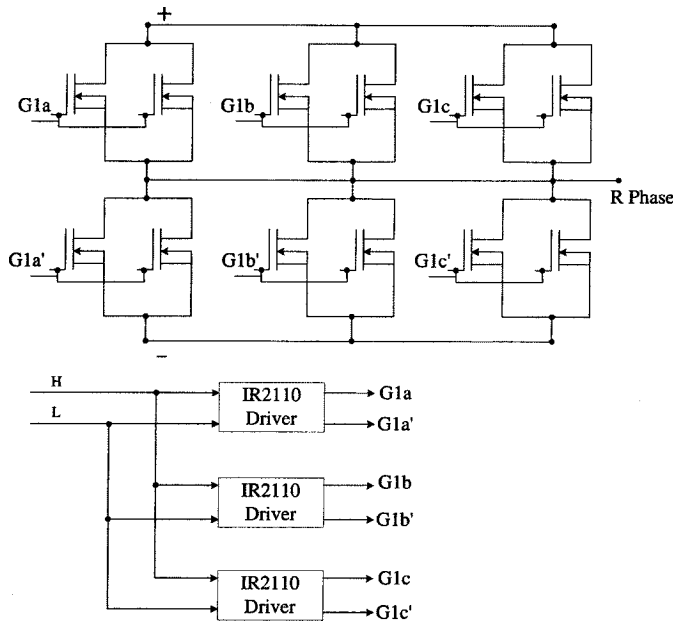 +
G1a
G1b
G1c
R Phase
G1a'
G1b'
G1c'
−
H
L
IR2110
Driver
G1a
G1a'
IR2110
Driver
G1b
G1b'
IR2110
Driver
G1c
G1c'